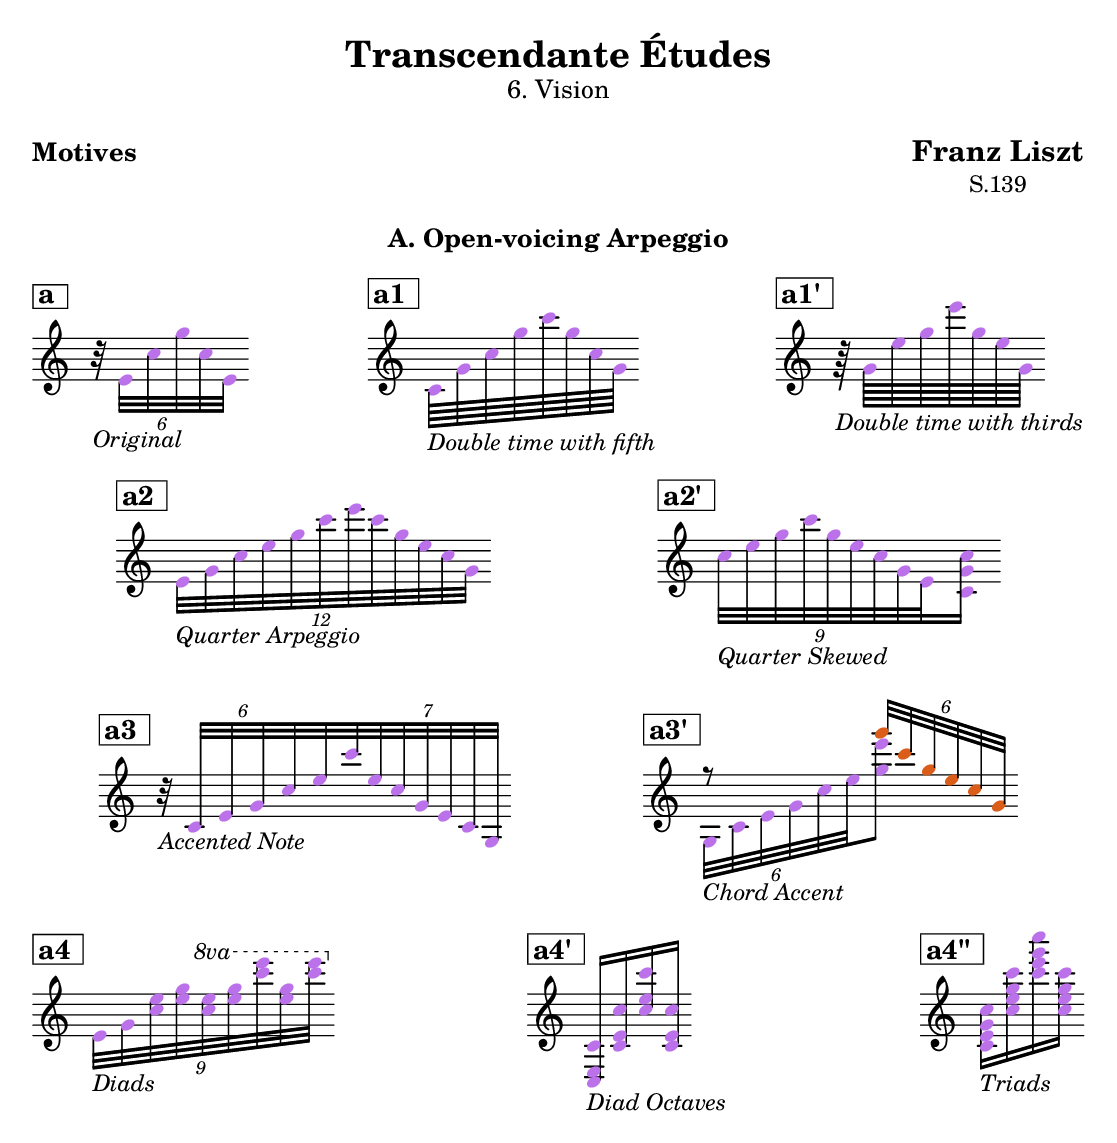 Transcendante Études
6. Vision
Motives
Franz Liszt
S.139
A. Open-voicing Arpeggio
a
a1
a1'
6
Original
Double time with fifth
Double time with thirds
a2
a2'
12
9
Quarter Arpeggio
Quarter Skewed
6
7
6
a3
a3'
Accented Note
6
Chord Accent
a4
8va
a4'
a4"
9
Diads
Diad Octaves
Triads